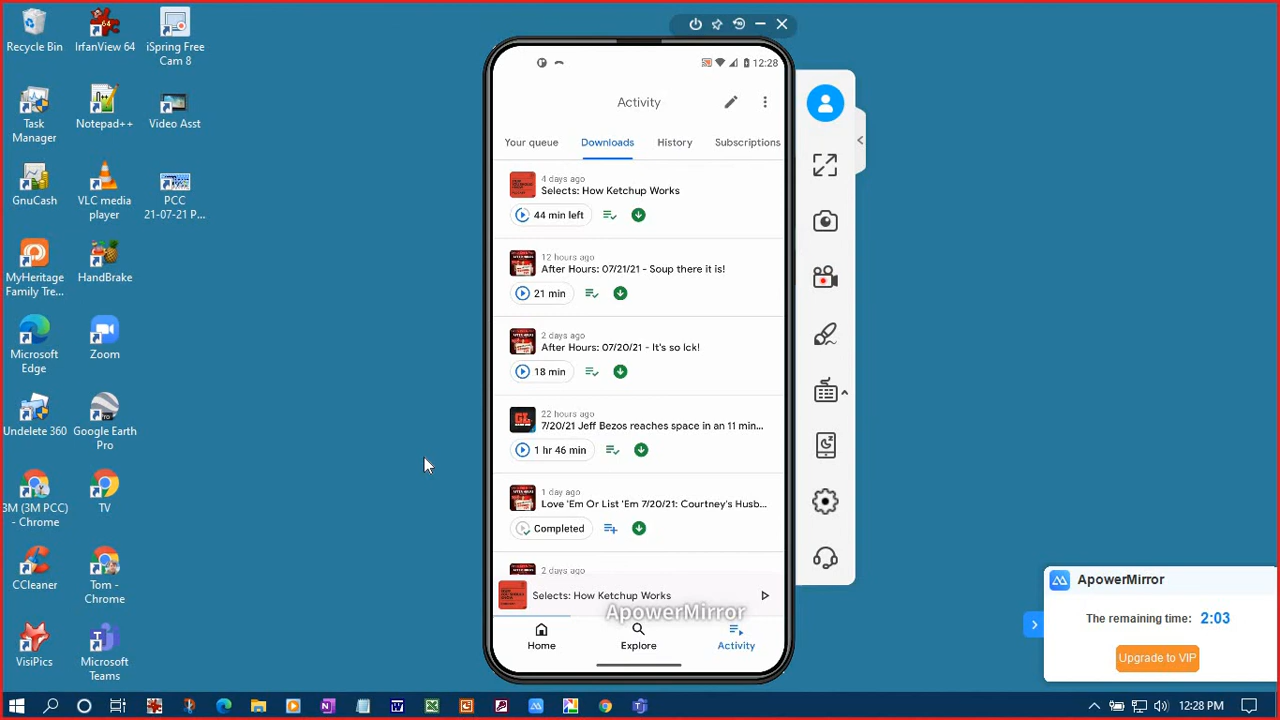 Recycle Bin
IrfanView 64
iSpring Free
Cam 8
Task
Manager
Notepad++
Video Asst
GnuCash
VLC media
player
PCC
21-07-21 P...
MyHeritage
Family Tre...
HandBrake
Microsoft
Edge
Zoom
Undelete 360
Google Earth
Pro
3M (3M PCC)
- Chrome
TV
CCleaner
Tom -
Chrome
VisiPics
Microsoft
Teams
12:28
Activity
Your queue
Downloads
History
Subscriptions
4 days ago
Selects: How Ketchup Works
44 min left
12 hours ago
After Hours: 07/21/21 - Soup there it is!
21 min
2 days ago
After Hours: 07/20/21 - It's so Ick!
18 min
22 hours ago
7/20/21 Jeff Bezos reaches space in an 11 min...
1 hr 46 min
1 day ago
Love 'Em Or List 'Em 7/20/21: Courtney's Husb...
Completed
2 days ago
Selects: How Ketchup Works
ApowerMirror
Home
Explore
Activity
ApowerMirror
The remaining time: 2:03
Upgrade to VIP
12:28 PM